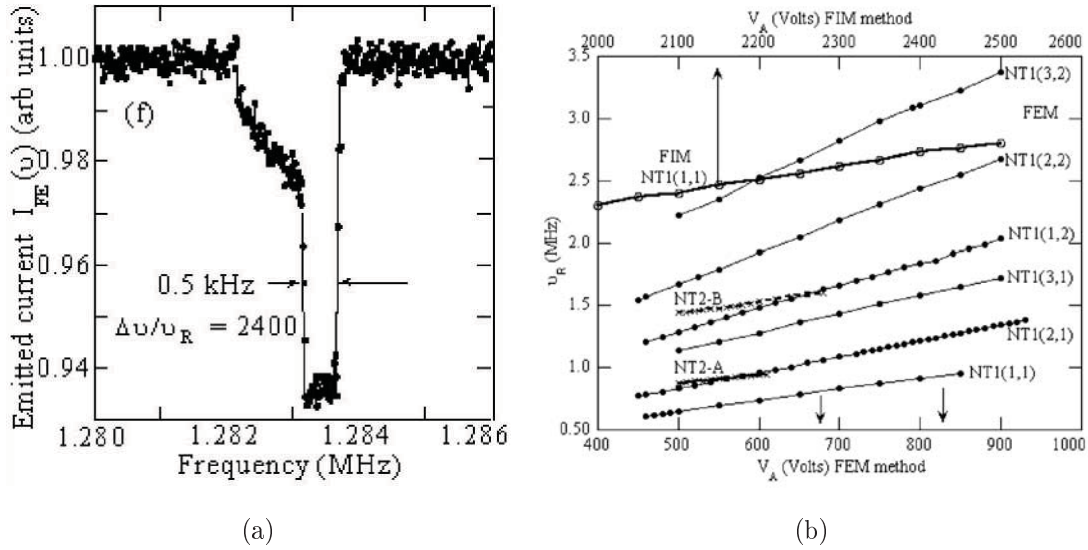 Emitted current I_FE (υ) (arb units)
1.00
0.98
0.96
0.94
(f)
0.5 kHz
Δυ/υ_R = 2400
1.280
1.282
1.284
1.286
Frequency (MHz)
(a)
V_A (Volts) FIM method
2000
2100
2200
2300
2400
2500
2600
3.5
3.0
2.5
2.0
1.5
1.0
0.50
υ_R (MHz)
NT1(3,2)
FEM
FIM
NT1(1,1)
NT1(2,2)
NT1(1,2)
NT2-B
NT1(3,1)
NT1(2,1)
NT2-A
NT1(1,1)
400
500
600
700
800
900
1000
V_A (Volts) FEM method
(b)